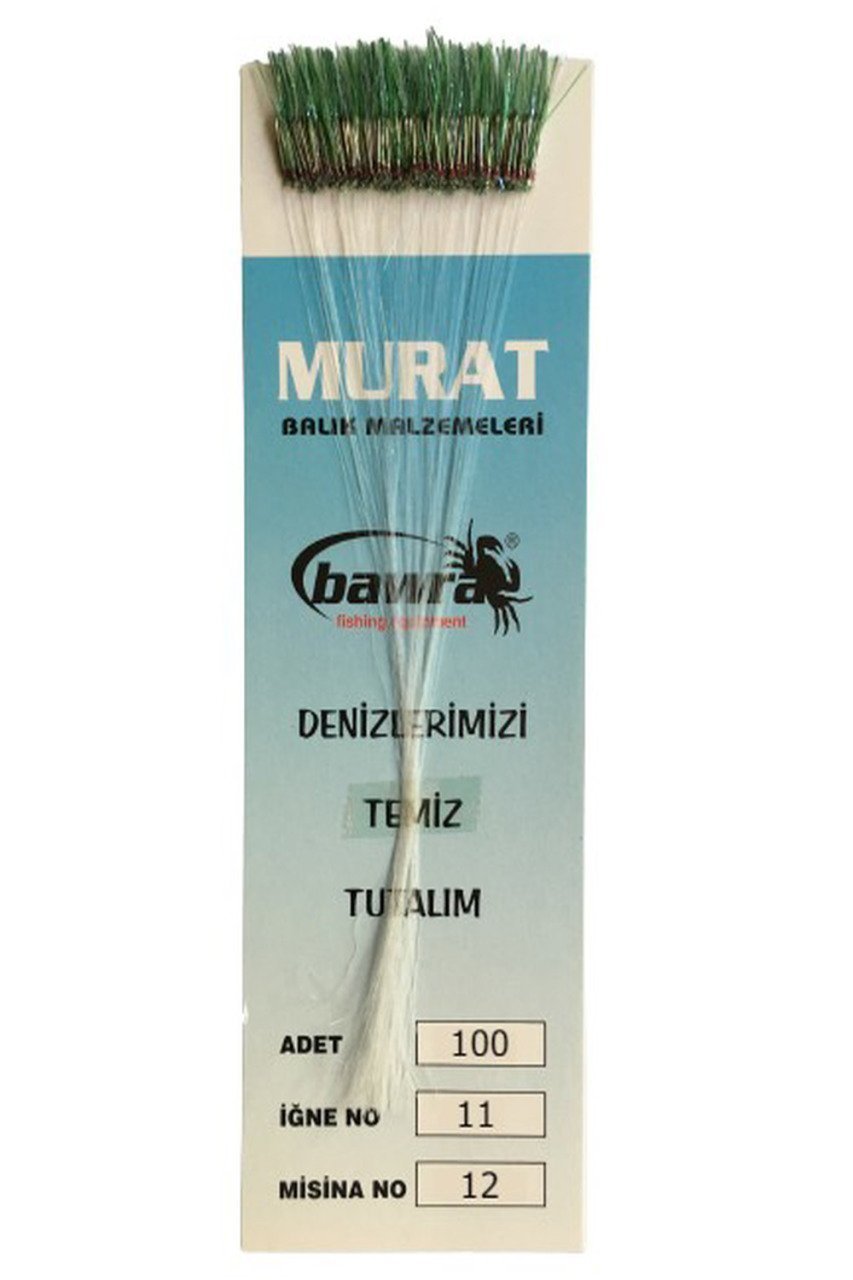 MURAT
BALIK MALZEMELERİ
bawra®
fishing equipment
DENİZLERİMİZİ
TEMİZ
TUTALIM
ADET 100
İĞNE NO 11
MİSİNA NO 12